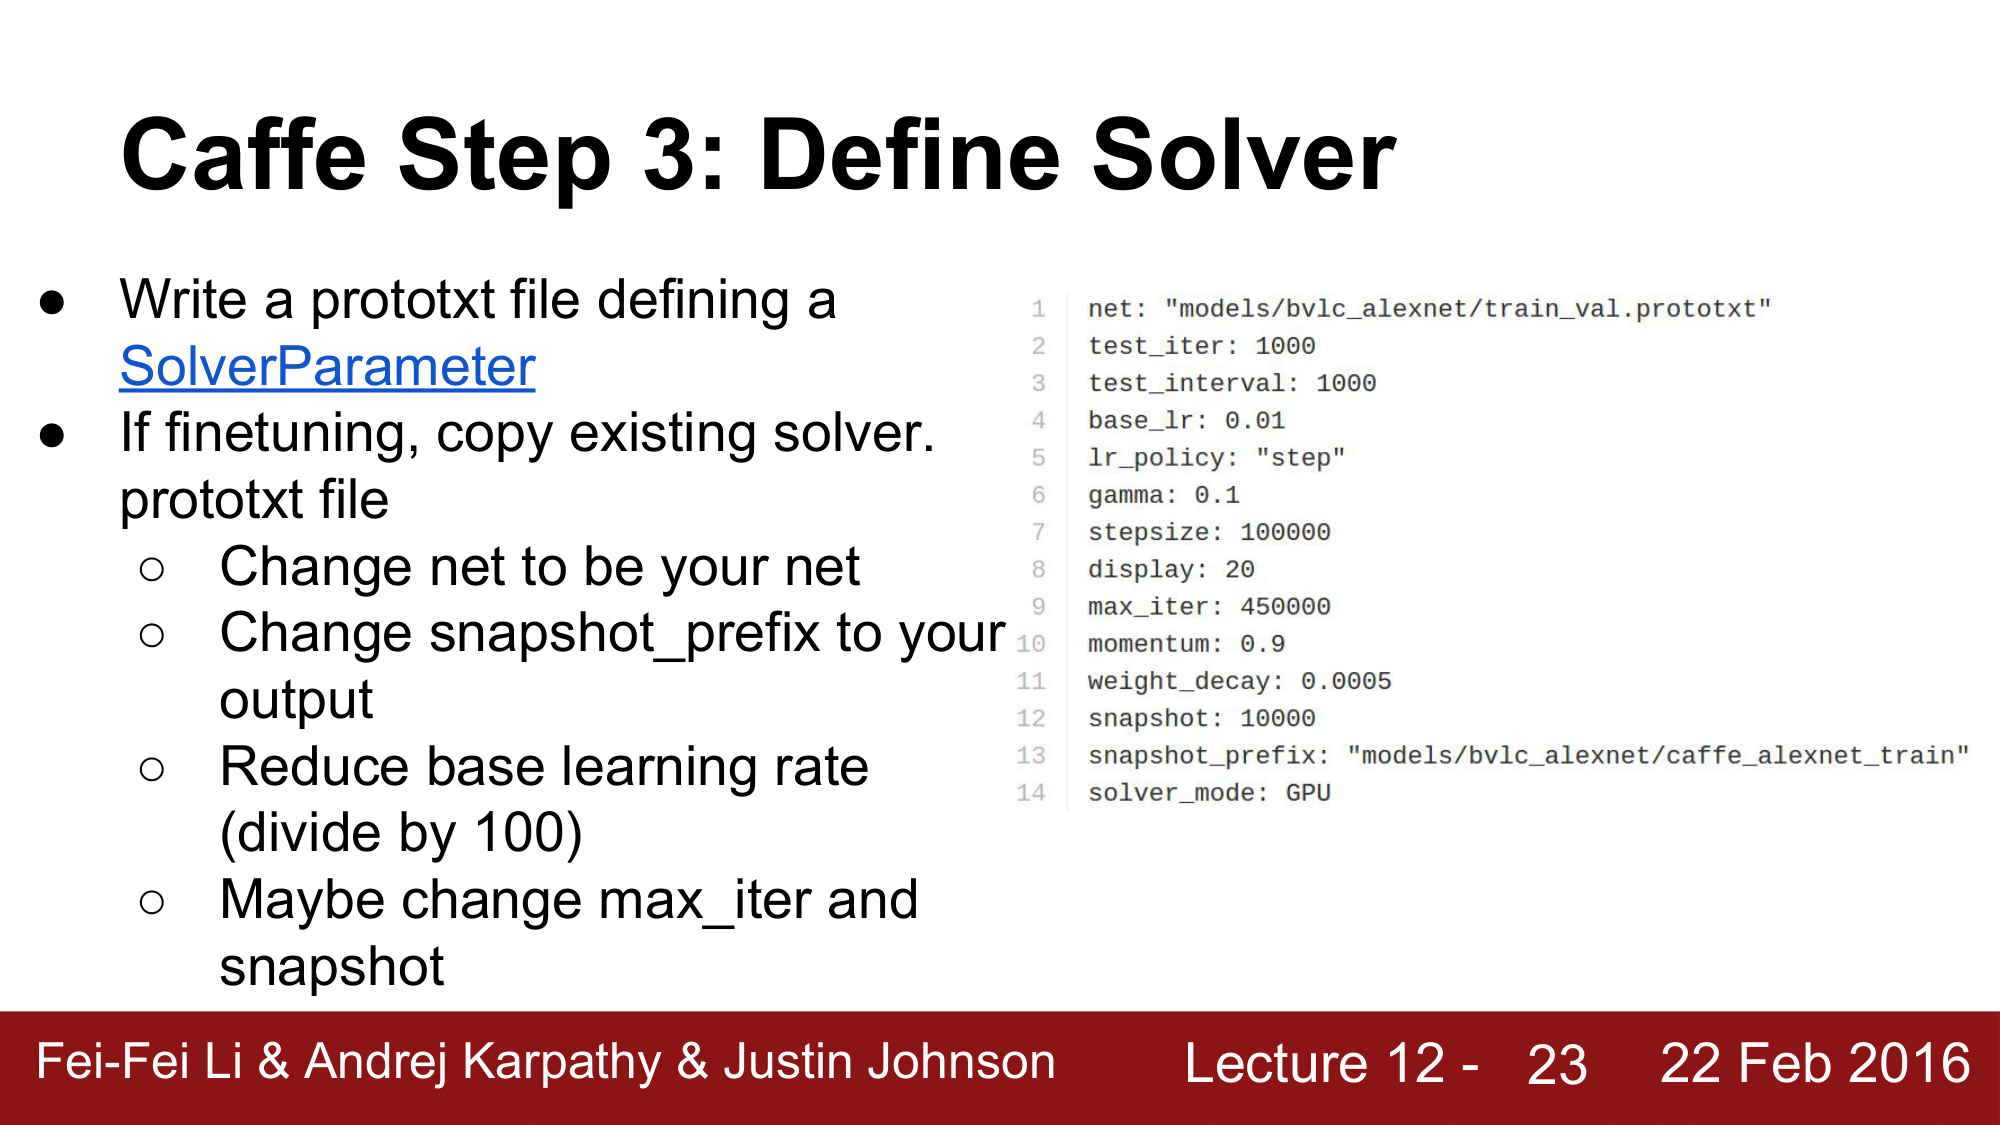 Caffe Step 3: Define Solver
● Write a prototxt file defining a
SolverParameter
● If finetuning, copy existing solver.
prototxt file
○ Change net to be your net
○ Change snapshot_prefix to your
output
○ Reduce base learning rate
(divide by 100)
○ Maybe change max_iter and
snapshot
1 net: "models/bvlc_alexnet/train_val.prototxt"
2 test_iter: 1000
3 test_interval: 1000
4 base_lr: 0.01
5 lr_policy: "step"
6 gamma: 0.1
7 stepsize: 100000
8 display: 20
9 max_iter: 450000
10 momentum: 0.9
11 weight_decay: 0.0005
12 snapshot: 10000
13 snapshot_prefix: "models/bvlc_alexnet/caffe_alexnet_train"
14 solver_mode: GPU
Fei-Fei Li & Andrej Karpathy & Justin Johnson Lecture 12 - 23 22 Feb 2016